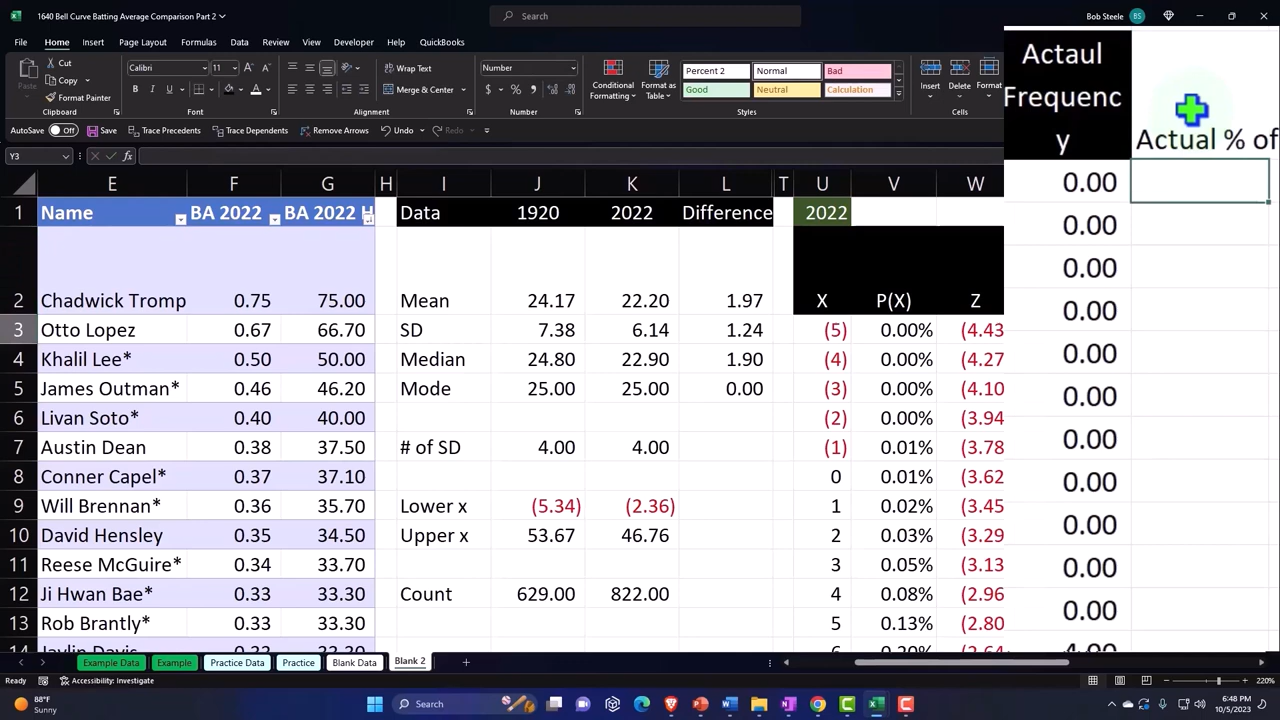 1640 Bell Curve Batting Average Comparison Part 2
Search
Bob Steele BS
File Home Insert Page Layout Formulas Data Review View Developer Help QuickBooks
Paste Cut Copy Format Painter Clipboard
Calibri 11 Font
Wrap Text Merge & Center Alignment
Number Number
Conditional Formatting Format as Table
Percent 2 Normal Bad
Good Neutral Calculation
Styles
Insert Delete Format
Cells
AutoSave Off Save Trace Precedents Trace Dependents Remove Arrows Undo Redo
Y3 fx
E F G H I J K L T U V W
1 Name BA 2022 BA 2022 H Data 1920 2022 Difference 2022
2 Chadwick Tromp 0.75 75.00 Mean 24.17 22.20 1.97 X P(X) Z
3 Otto Lopez 0.67 66.70 SD 7.38 6.14 1.24 (5) 0.00% (4.43
4 Khalil Lee* 0.50 50.00 Median 24.80 22.90 1.90 (4) 0.00% (4.27
5 James Outman* 0.46 46.20 Mode 25.00 25.00 0.00 (3) 0.00% (4.10
6 Livan Soto* 0.40 40.00 (2) 0.00% (3.94
7 Austin Dean 0.38 37.50 # of SD 4.00 4.00 (1) 0.01% (3.78
8 Conner Capel* 0.37 37.10 0 0.01% (3.62
9 Will Brennan* 0.36 35.70 Lower x (5.34) (2.36) 1 0.02% (3.45
10 David Hensley 0.35 34.50 Upper x 53.67 46.76 2 0.03% (3.29
11 Reese McGuire* 0.34 33.70 3 0.05% (3.13
12 Ji Hwan Bae* 0.33 33.30 Count 629.00 822.00 4 0.08% (2.96
13 Rob Brantly* 0.33 33.30 5 0.13% (2.80
Actaul
Frequenc
y Actual % of
0.00
0.00
0.00
0.00
0.00
0.00
0.00
0.00
0.00
0.00
0.00
Example Data Example Practice Data Practice Blank Data Blank 2
Ready Accessibility: Investigate 220%
88°F
Sunny
Search
6:48 PM
10/5/2023